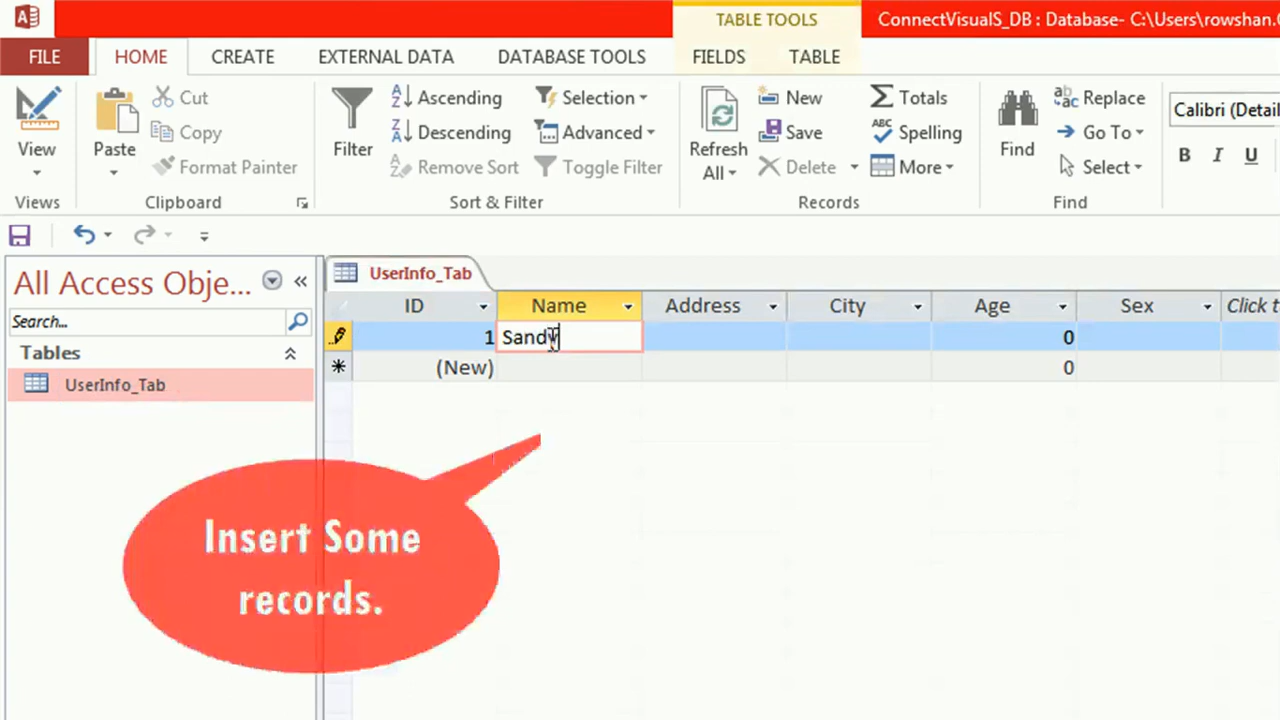 TABLE TOOLS
ConnectVisualS_DB : Database- C:\Users\rowshan.
FILE HOME CREATE EXTERNAL DATA DATABASE TOOLS FIELDS TABLE
View
Views
Paste
Cut
Copy
Format Painter
Clipboard
Filter
Ascending
Descending
Remove Sort
Selection
Advanced
Toggle Filter
Sort & Filter
Refresh
All
New
Save
Delete
Totals
Spelling
More
Records
Find
Replace
Go To
Select
Find
Calibri (Detail
B I U
All Access Obje...
Search...
Tables
UserInfo_Tab
UserInfo_Tab
ID Name Address City Age Sex Click t
1 Sandy 0
(New) 0
Insert Some
records.